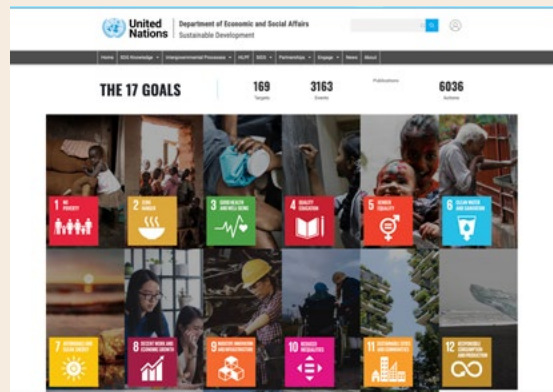 United
Nations
Department of Economic and Social Affairs
Sustainable Development
Home SDG Knowledge Intergovernmental Processes HLPF SIDS Partnerships Engage News About
THE 17 GOALS
169
Targets
3163
Events
Publications
6036
Actions
1 NO
POVERTY
2 ZERO
HUNGER
3 GOOD HEALTH
AND WELL-BEING
4 QUALITY
EDUCATION
5 GENDER
EQUALITY
6 CLEAN WATER
AND SANITATION
7 AFFORDABLE AND
CLEAN ENERGY
8 DECENT WORK AND
ECONOMIC GROWTH
9 INDUSTRY, INNOVATION
AND INFRASTRUCTURE
10 REDUCED
INEQUALITIES
11 SUSTAINABLE CITIES
AND COMMUNITIES
12 RESPONSIBLE
CONSUMPTION
AND PRODUCTION